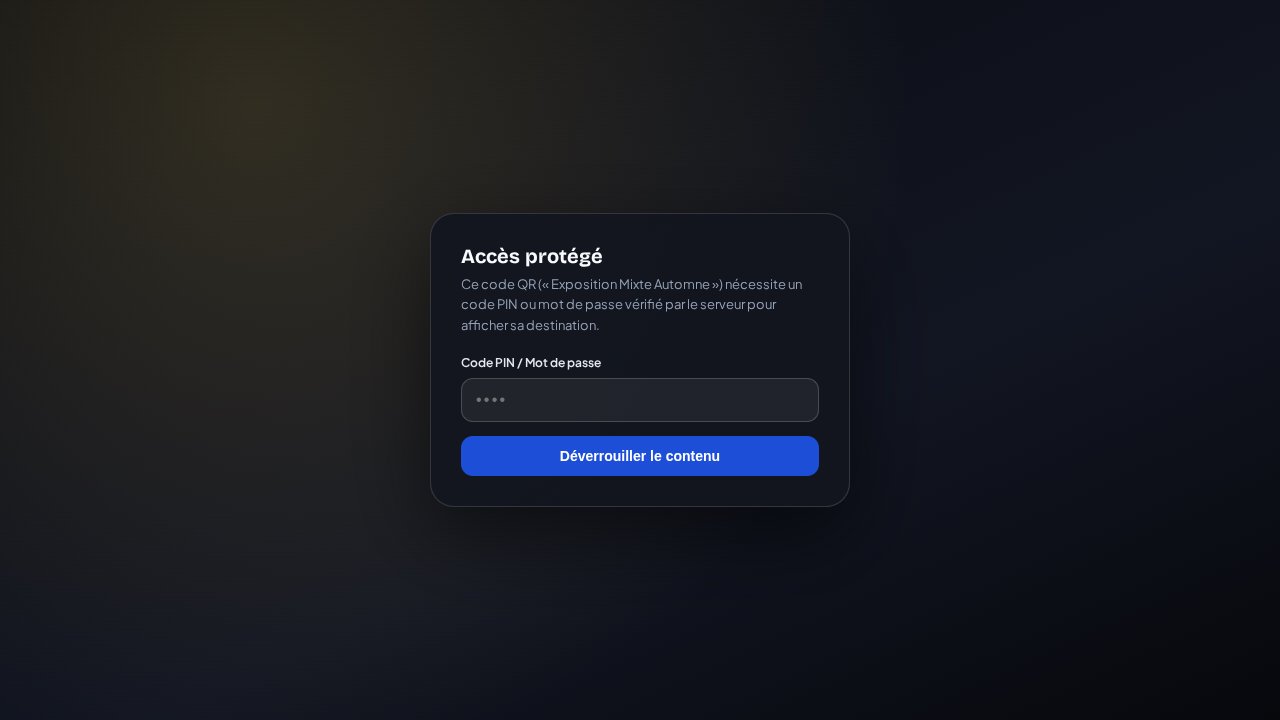 Accès protégé
Ce code QR (« Exposition Mixte Automne ») nécessite un
code PIN ou mot de passe vérifié par le serveur pour
afficher sa destination.
Code PIN / Mot de passe
••••
Déverrouiller le contenu